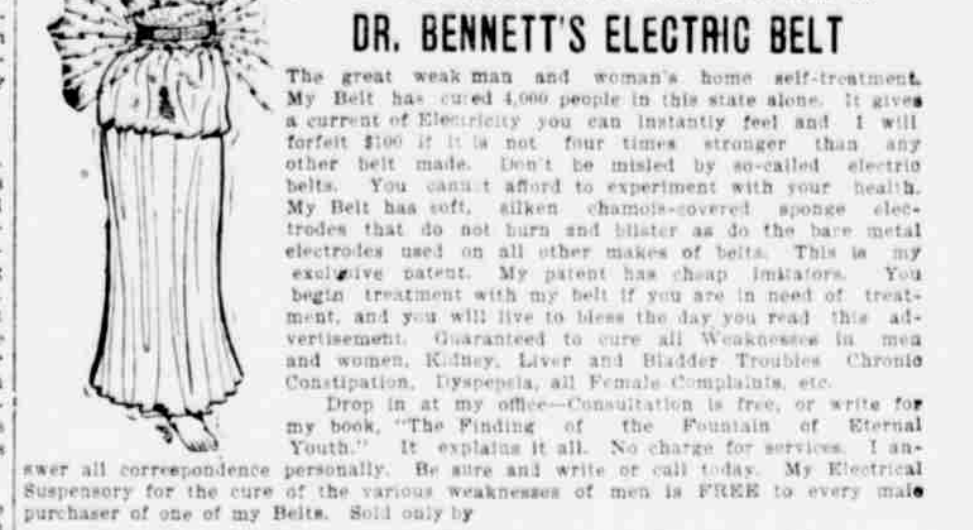 DR. BENNETT'S ELECTRIC BELT
The great weak man and woman's home self-treatment.
My Belt has cured 4,000 people in this state alone. It gives
a current of Electricity you can instantly feel and I will
forfeit $100 if it is not four times stronger than any
other belt made. Don't be misled by so-called electric
belts. You cannot afford to experiment with your health.
My Belt has soft, silken chamois-covered sponge elec-
trodes that do not burn and blister as do the bare metal
electrodes used on all other makes of belts. This is my
exclusive patent. My patent has cheap imitators. You
begin treatment with my belt if you are in need of treat-
ment, and you will live to bless the day you read this ad-
vertisement. Guaranteed to cure all Weaknesses in men
and women, Kidney, Liver and Bladder Troubles Chronic
Constipation, Dyspepsia, all Female Complaints, etc.
Drop in at my office—Consultation is free, or write for
my book, "The Finding of the Fountain of Eternal
Youth." It explains it all. No charge for services. I an-
swer all correspondence personally. Be sure and write or call today. My Electrical
Suspensory for the cure of the various weaknesses of men is FREE to every male
purchaser of one of my Belts. Sold only by